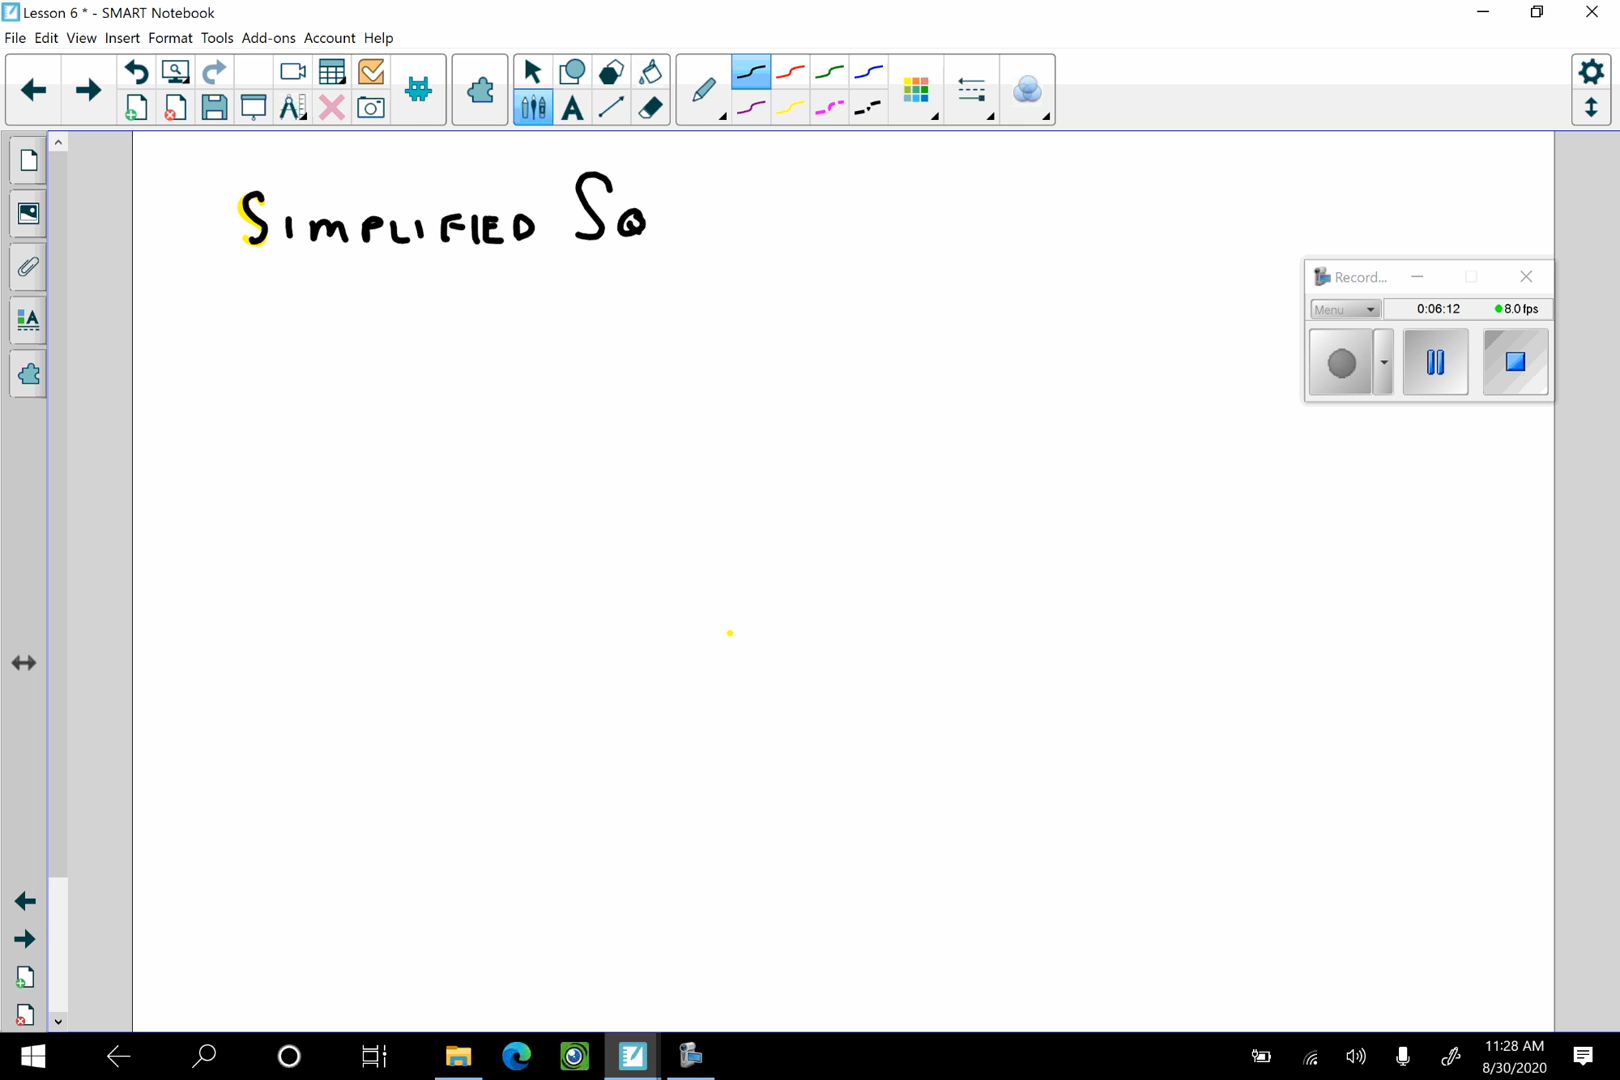 Lesson 6 * - SMART Notebook
File Edit View Insert Format Tools Add-ons Account Help
SIMPLIFIED SQ
Record...
Menu 0:06:12 8.0 fps
11:28 AM
8/30/2020